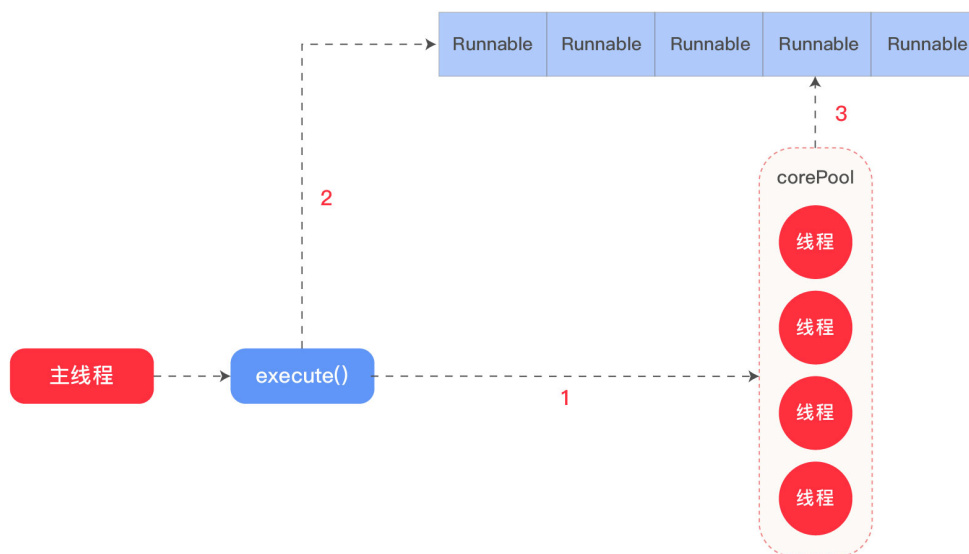 Runnable Runnable Runnable Runnable Runnable
3
corePool
2
线程
线程
主线程 execute()
1
线程
线程